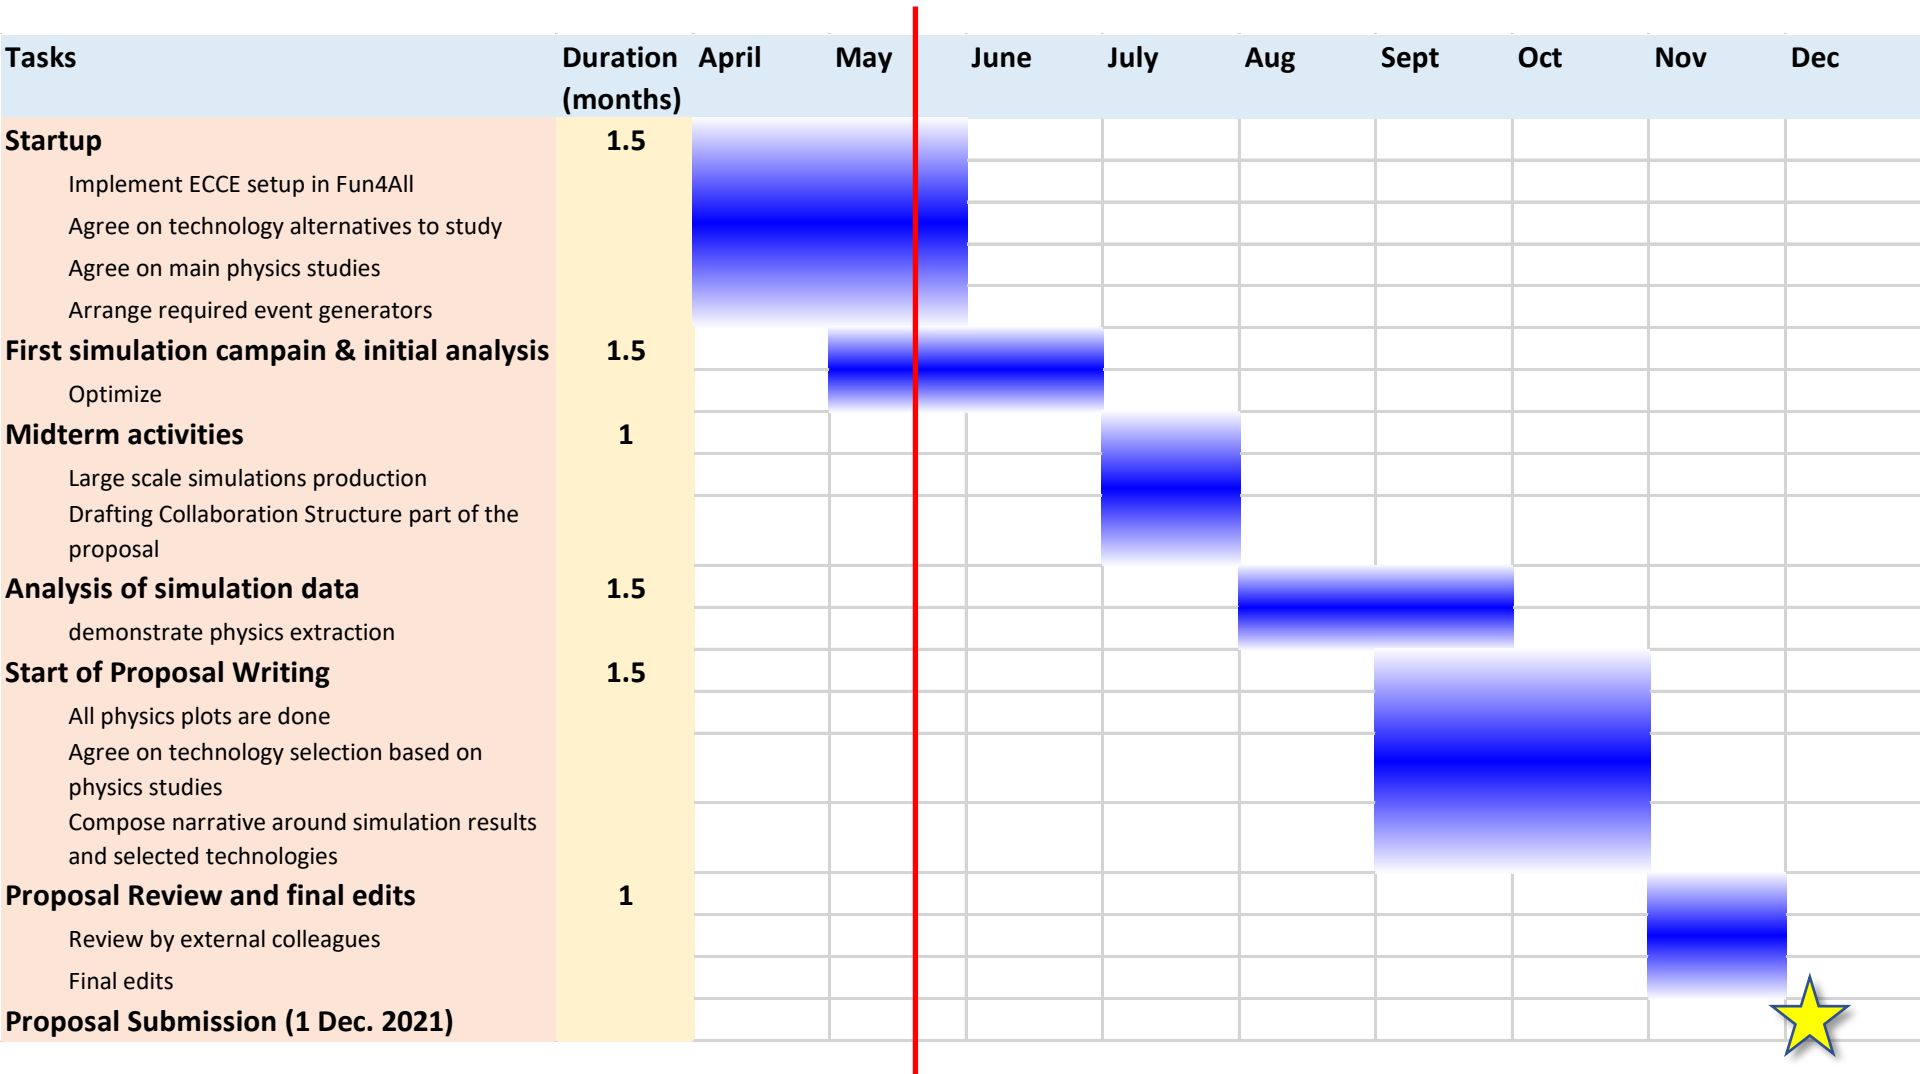 Tasks Duration April May June July Aug Sept Oct Nov Dec
(months)
Startup 1.5
Implement ECCE setup in Fun4All
Agree on technology alternatives to study
Agree on main physics studies
Arrange required event generators
First simulation campain & initial analysis 1.5
Optimize
Midterm activities 1
Large scale simulations production
Drafting Collaboration Structure part of the
proposal
Analysis of simulation data 1.5
demonstrate physics extraction
Start of Proposal Writing 1.5
All physics plots are done
Agree on technology selection based on
physics studies
Compose narrative around simulation results
and selected technologies
Proposal Review and final edits 1
Review by external colleagues
Final edits
Proposal Submission (1 Dec. 2021)